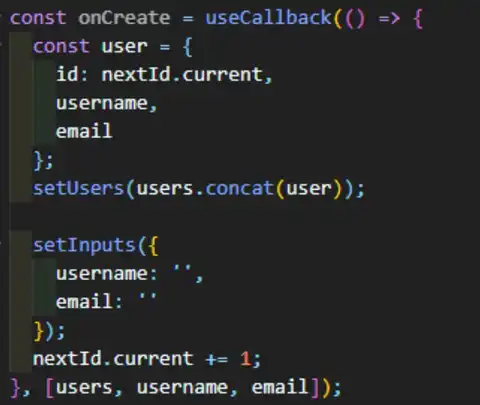 const onCreate = useCallback(() => {
  const user = {
    id: nextId.current,
    username,
    email
  };
  setUsers(users.concat(user));

  setInputs({
    username: '',
    email: ''
  });
  nextId.current += 1;
}, [users, username, email]);